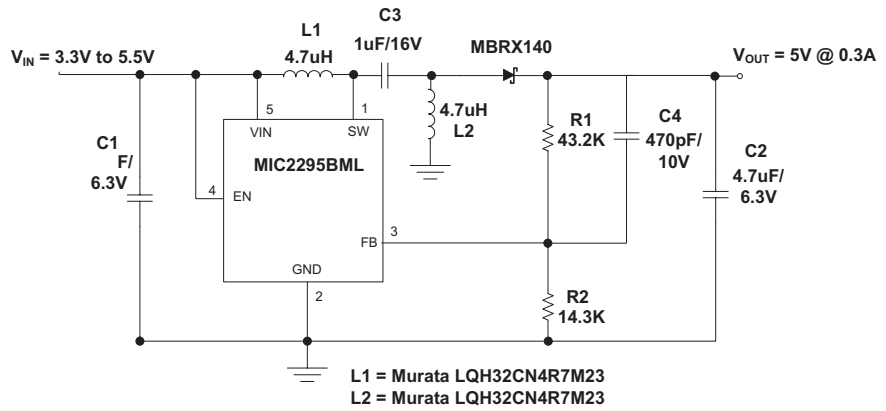 C3
1uF/16V
L1
4.7uH
MBRX140
V_IN = 3.3V to 5.5V
V_OUT = 5V @ 0.3A
5
1
VIN
SW
4.7uH
L2
R1
43.2K
C4
470pF/
10V
C1
F/
6.3V
MIC2295BML
C2
4.7uF/
6.3V
4
EN
3
FB
GND
2
R2
14.3K
L1 = Murata LQH32CN4R7M23
L2 = Murata LQH32CN4R7M23